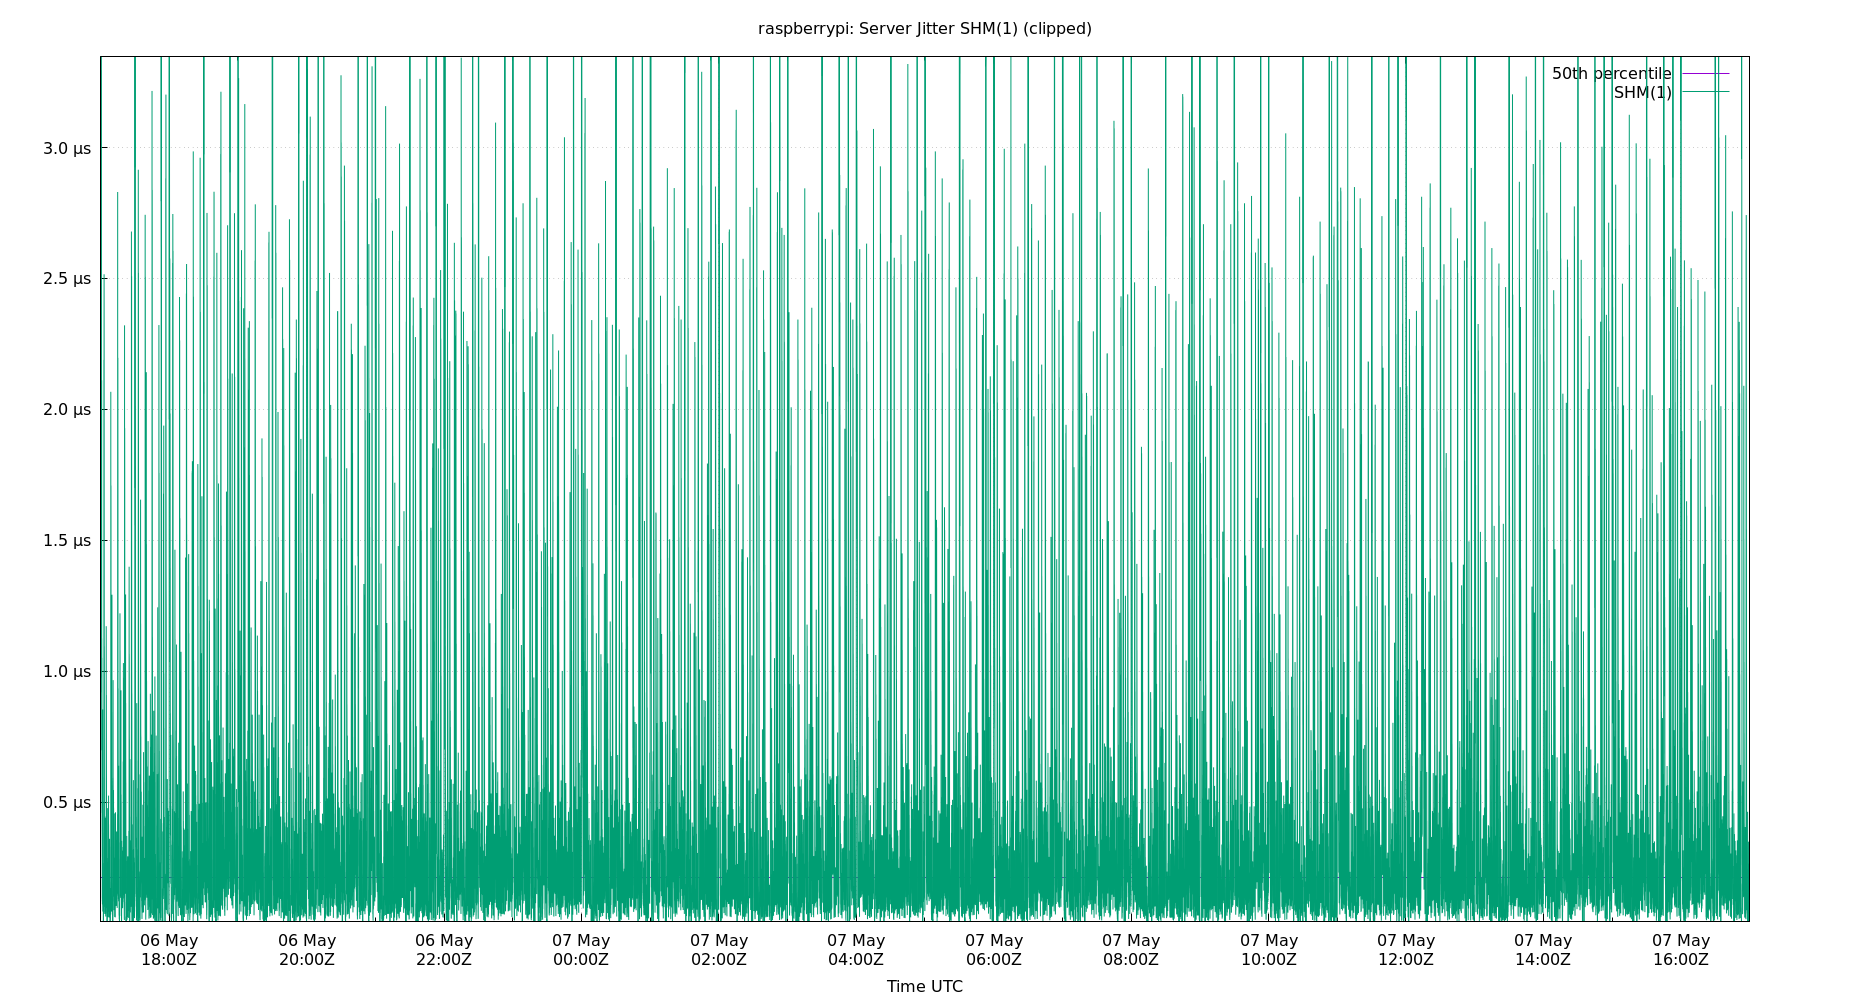 raspberrypi: Server Jitter SHM(1) (clipped)
50th percentile
SHM(1)
3.0 µs
2.5 µs
2.0 µs
1.5 µs
1.0 µs
0.5 µs
06 May 06 May 06 May 07 May 07 May 07 May 07 May 07 May 07 May 07 May 07 May 07 May
18:00Z 20:00Z 22:00Z 00:00Z 02:00Z 04:00Z 06:00Z 08:00Z 10:00Z 12:00Z 14:00Z 16:00Z
Time UTC